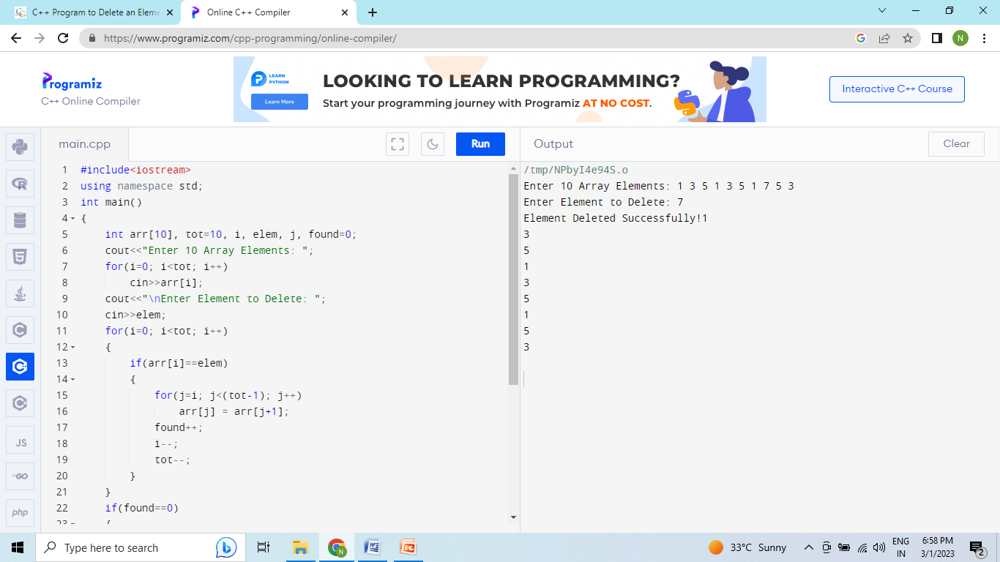 C++ Program to Delete an Eleme
Online C++ Compiler
https://www.programiz.com/cpp-programming/online-compiler/
N
Programiz
C++ Online Compiler
LEARN
PYTHON
Learn More
LOOKING TO LEARN PROGRAMMING?
Start your programming journey with Programiz AT NO COST.
Interactive C++ Course
main.cpp
Run
1 #include<iostream>
2 using namespace std;
3 int main()
4 {
5     int arr[10], tot=10, i, elem, j, found=0;
6     cout<<"Enter 10 Array Elements: ";
7     for(i=0; i<tot; i++)
8         cin>>arr[i];
9     cout<<"\nEnter Element to Delete: ";
10     cin>>elem;
11     for(i=0; i<tot; i++)
12     {
13         if(arr[i]==elem)
14         {
15             for(j=i; j<(tot-1); j++)
16                 arr[j] = arr[j+1];
17             found++;
18             i--;
19             tot--;
20         }
21     }
22     if(found==0)
23     {
Output
Clear
/tmp/NPbyI4e94S.o
Enter 10 Array Elements: 1 3 5 1 3 5 1 7 5 3
Enter Element to Delete: 7
Element Deleted Successfully!1
3
5
1
3
5
1
5
3
JS
GO
php
Type here to search
N
33°C Sunny
ENG
IN
6:58 PM
3/1/2023
2